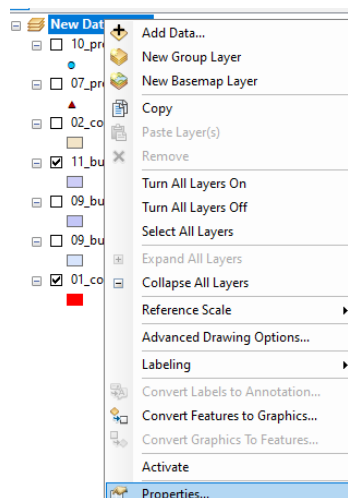 New Dat
10_pr
07_pr
02_co
11_bu
09_bu
09_bu
01_co
Add Data...
New Group Layer
New Basemap Layer
Copy
Paste Layer(s)
Remove
Turn All Layers On
Turn All Layers Off
Select All Layers
Expand All Layers
Collapse All Layers
Reference Scale
Advanced Drawing Options...
Labeling
Convert Labels to Annotation...
Convert Features to Graphics...
Convert Graphics To Features...
Activate
Properties...